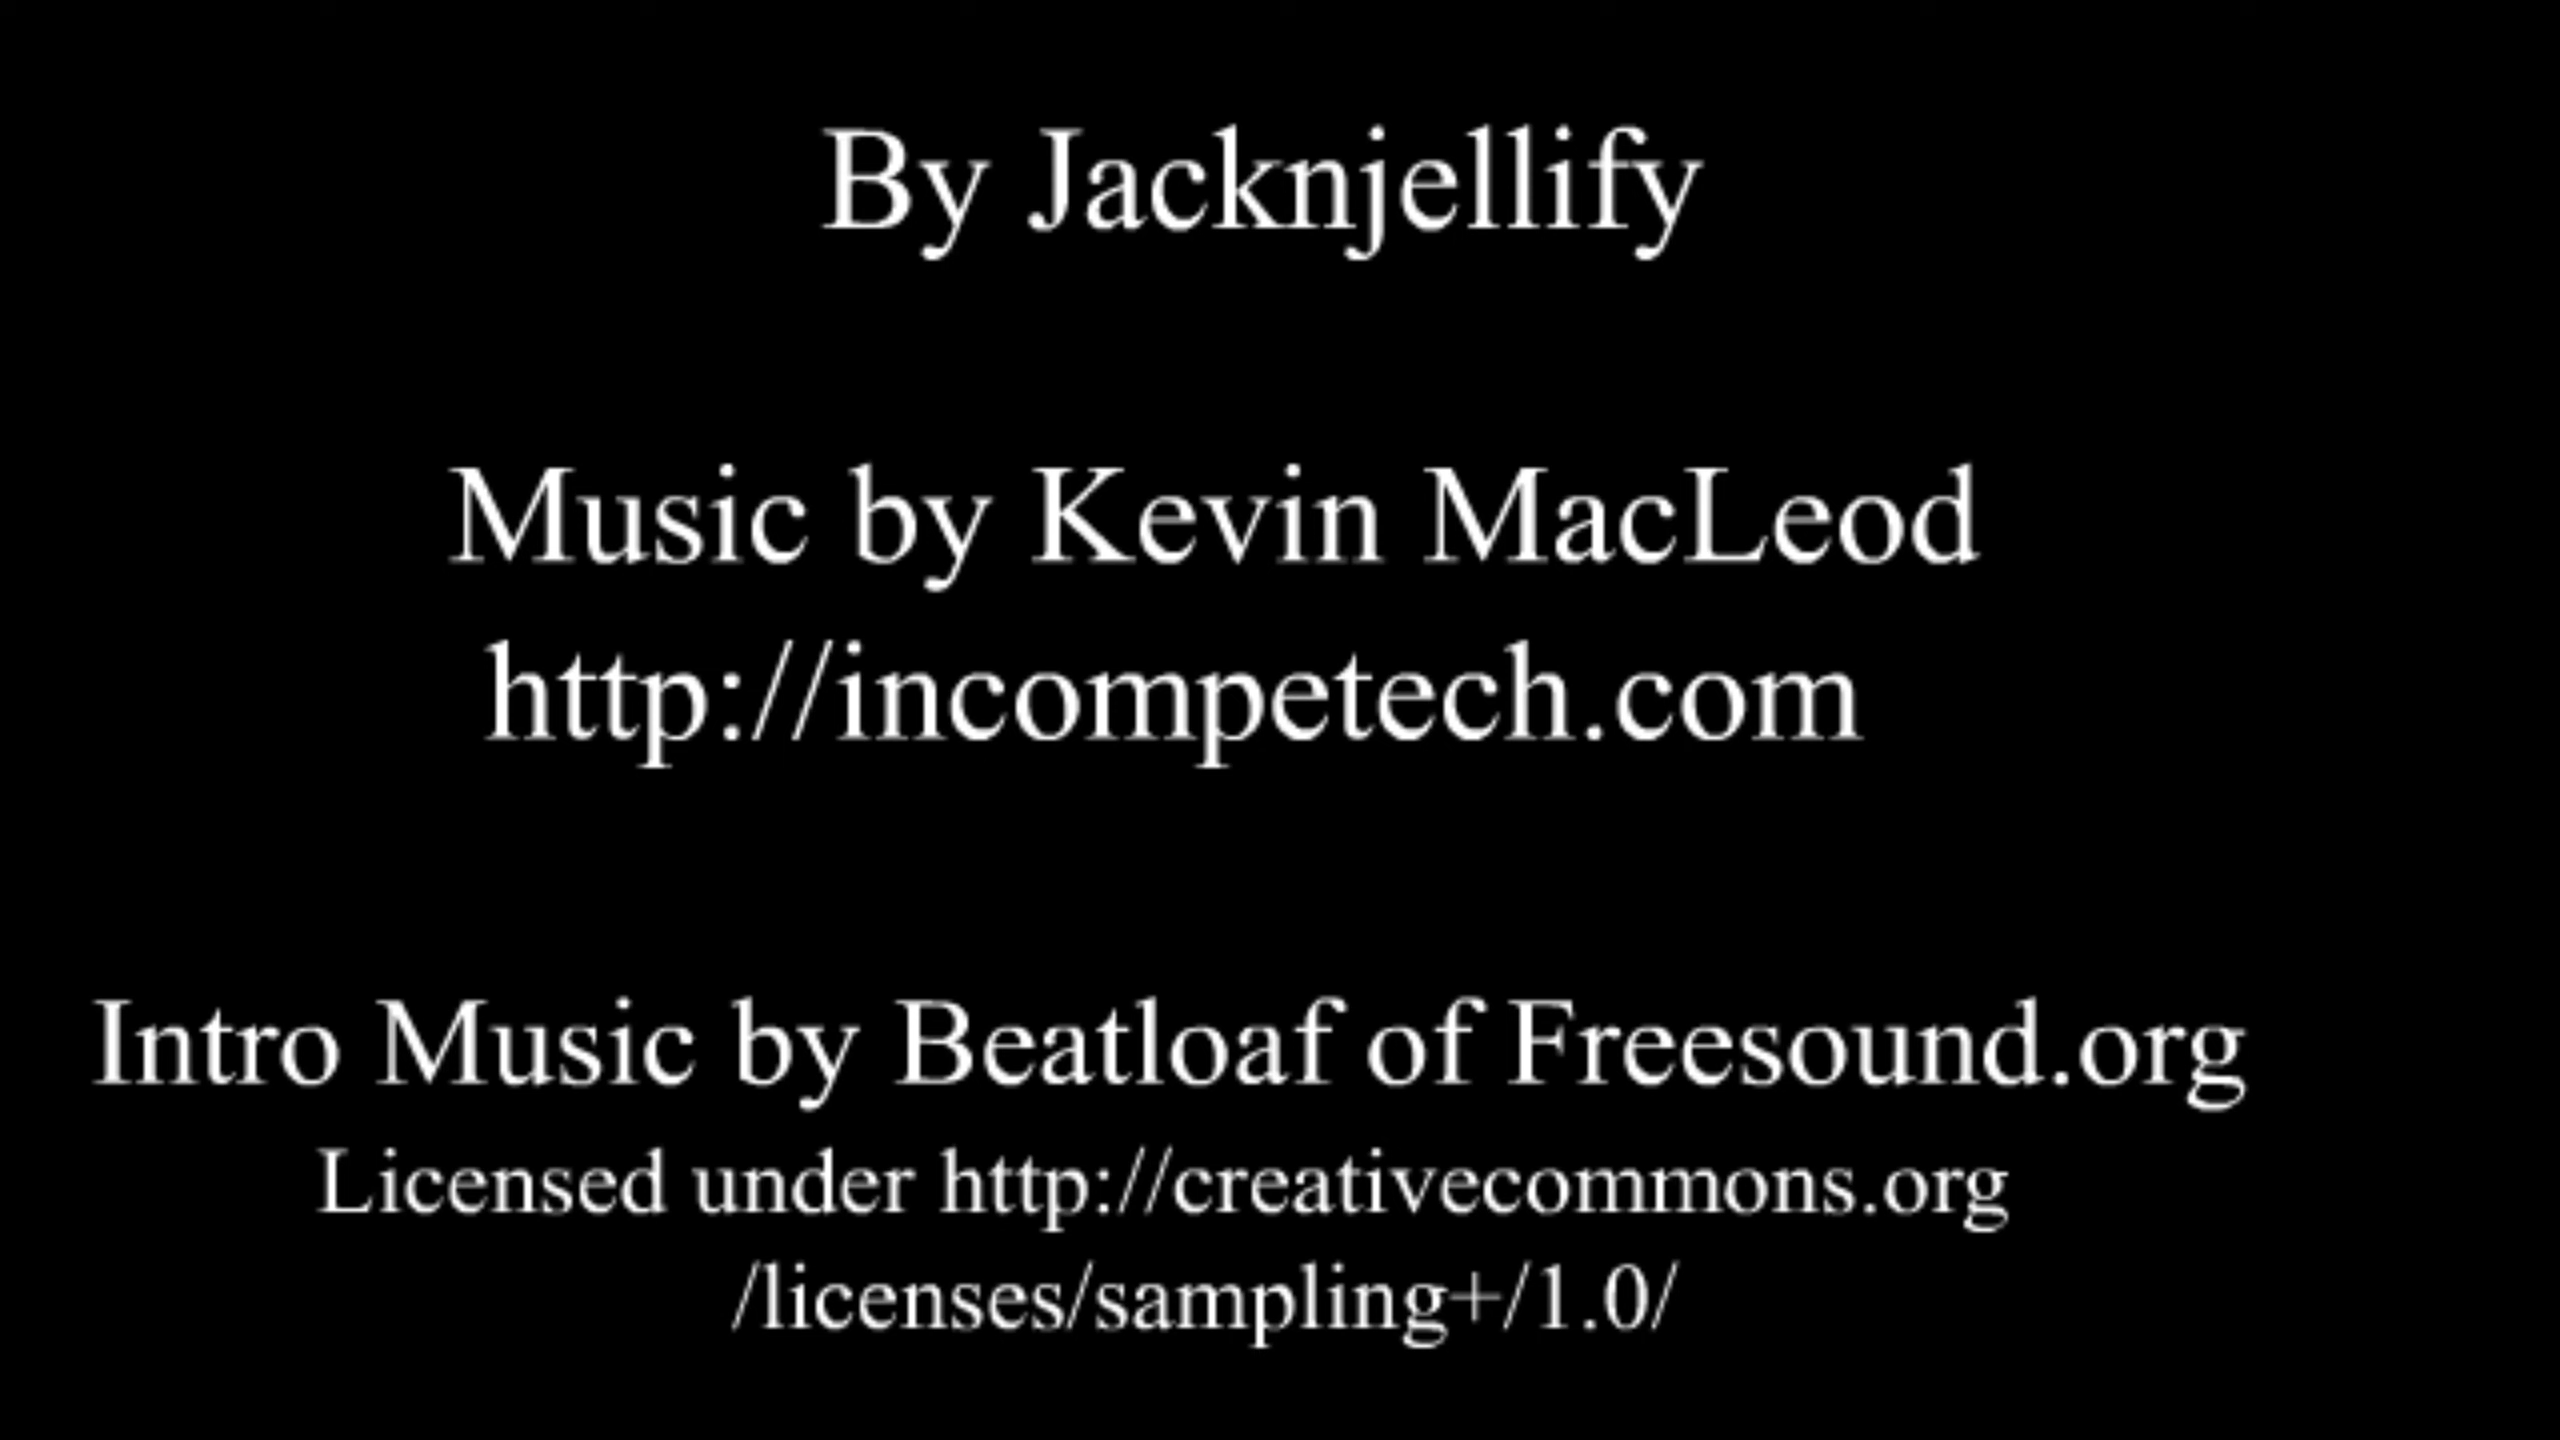 By Jacknjellify
Music by Kevin MacLeod
http://incompetech.com
Intro Music by Beatloaf of Freesound.org
Licensed under http://creativecommons.org
/licenses/sampling+/1.0/